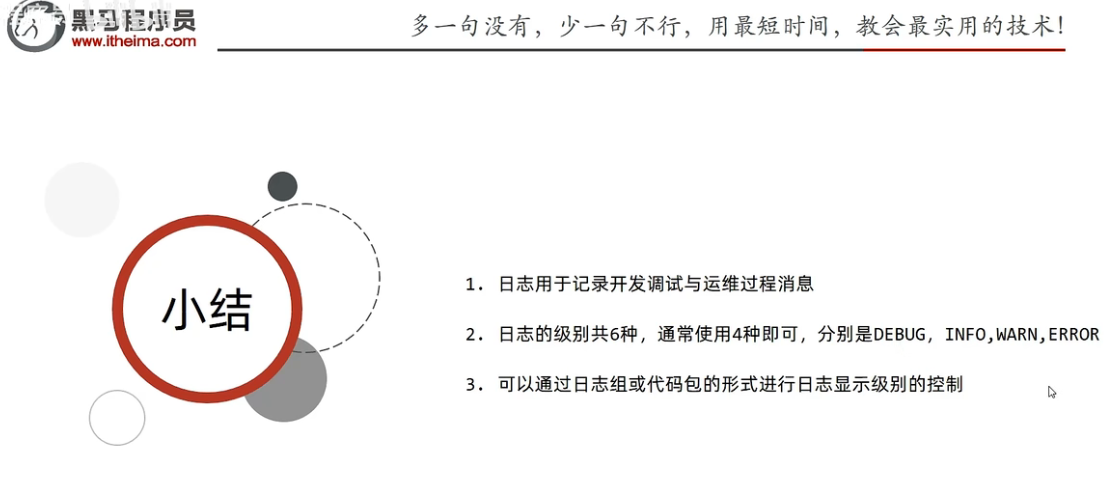 黑马程序员
www.itheima.com
多一句没有，少一句不行，用最短时间，教会最实用的技术！
小结
1. 日志用于记录开发调试与运维过程消息
2. 日志的级别共6种，通常使用4种即可，分别是DEBUG，INFO,WARN,ERROR
3. 可以通过日志组或代码包的形式进行日志显示级别的控制